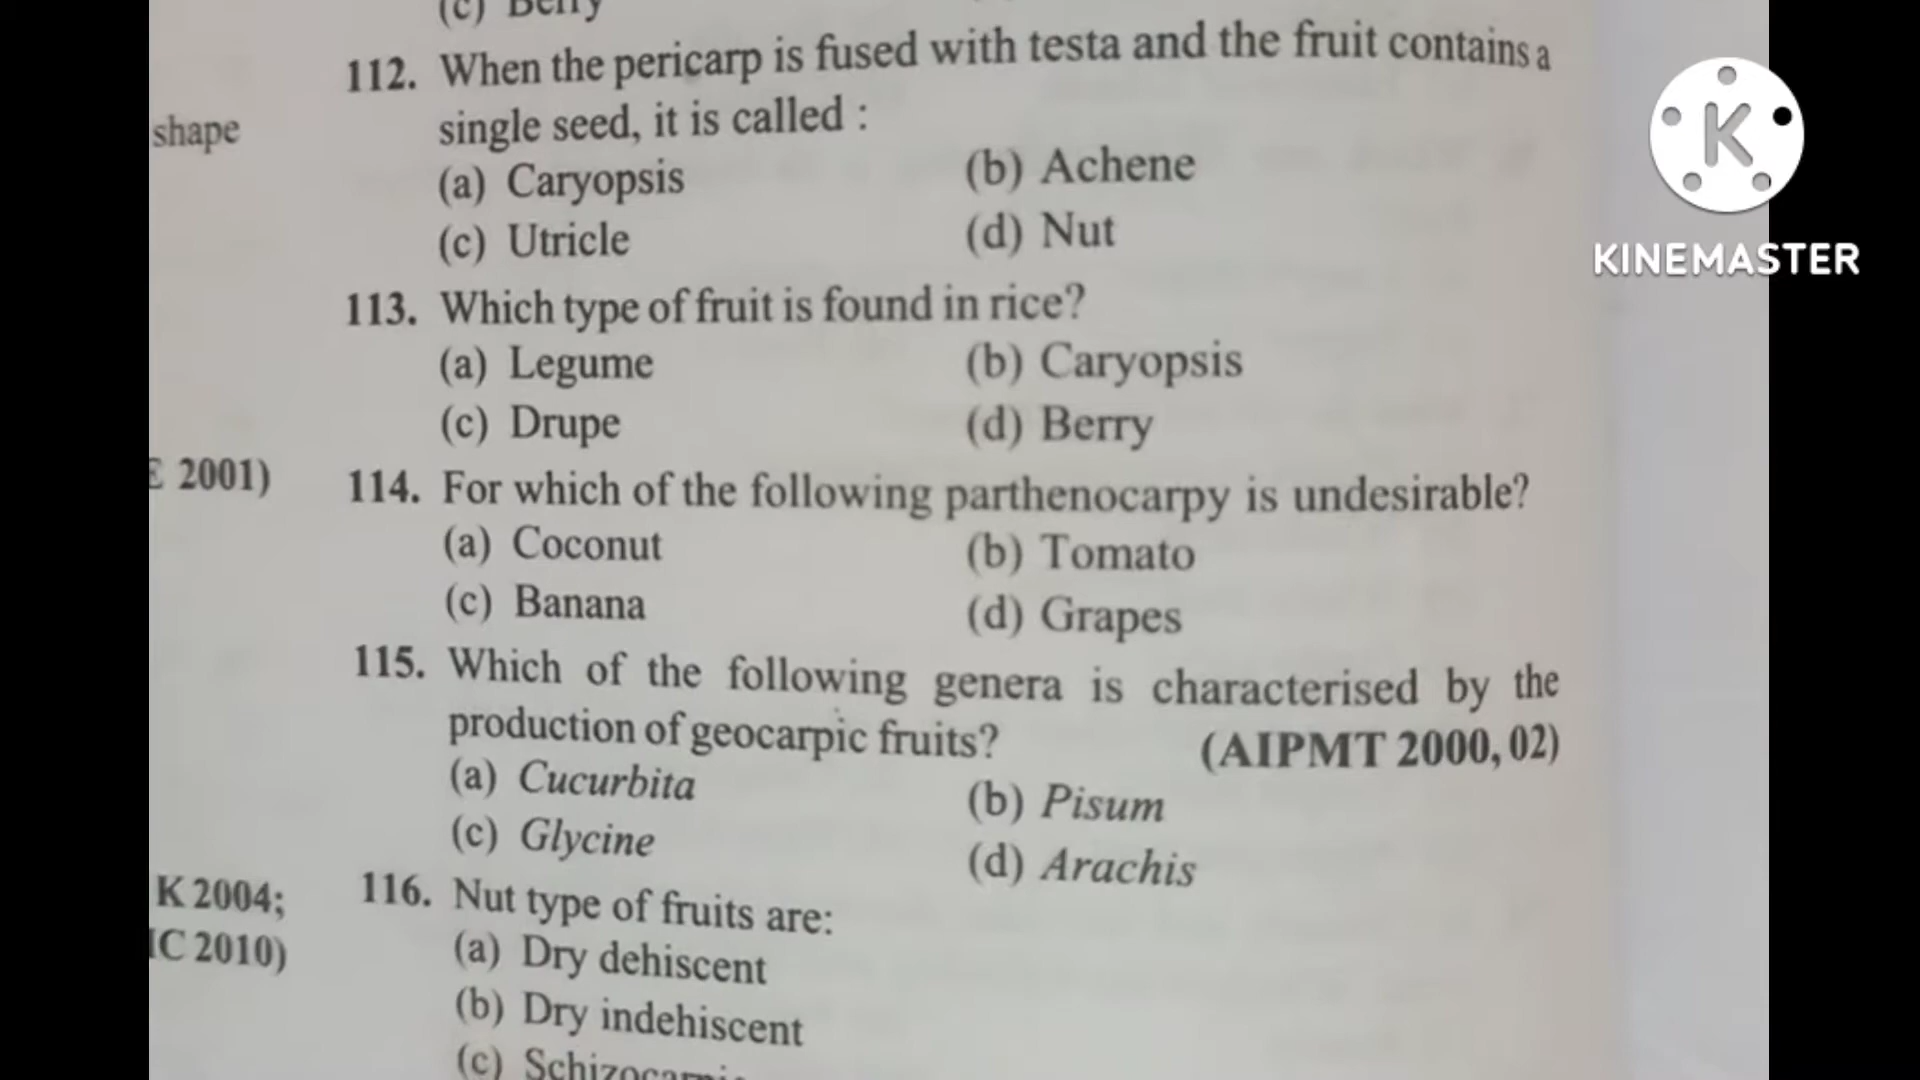 (c) Berry
112. When the pericarp is fused with testa and the fruit contains a
single seed, it is called :
(a) Caryopsis (b) Achene
(c) Utricle (d) Nut
113. Which type of fruit is found in rice?
(a) Legume (b) Caryopsis
(c) Drupe (d) Berry
114. For which of the following parthenocarpy is undesirable?
(a) Coconut (b) Tomato
(c) Banana (d) Grapes
115. Which of the following genera is characterised by the
production of geocarpic fruits? (AIPMT 2000, 02)
(a) Cucurbita (b) Pisum
(c) Glycine (d) Arachis
116. Nut type of fruits are:
(a) Dry dehiscent
(b) Dry indehiscent
(c)
shape
2001)
K 2004;
C 2010)
K
KINEMASTER